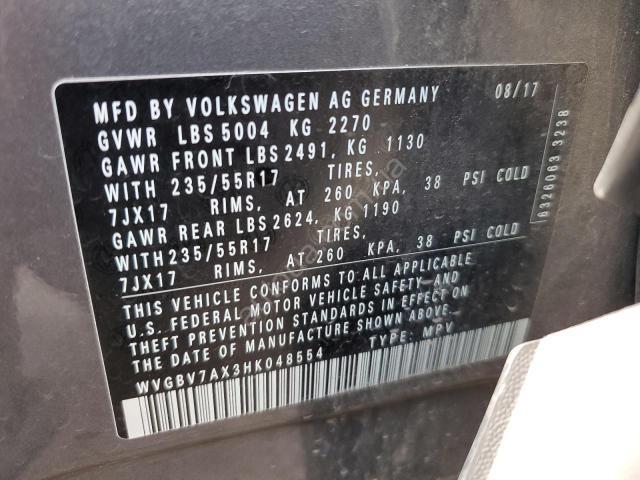 MFD BY VOLKSWAGEN AG GERMANY 08/17
GVWR LBS 5004 KG 2270
GAWR FRONT LBS 2491, KG 1130
WITH 235/55R17 TIRES,
7JX17 RIMS, AT 260 KPA, 38 PSI COLD
GAWR REAR LBS 2624, KG 1190
WITH 235/55R17 TIRES,
7JX17 RIMS, AT 260 KPA, 38 PSI COLD
THIS VEHICLE CONFORMS TO ALL APPLICABLE
U.S. FEDERAL MOTOR VEHICLE SAFETY-AND
THEFT PREVENTION STANDARDS IN EFFECT ON
THE DATE OF MANUFACTURE SHOWN ABOVE.
WVGBV7AX3HK048554 TYPE: MPV
6326063 3238